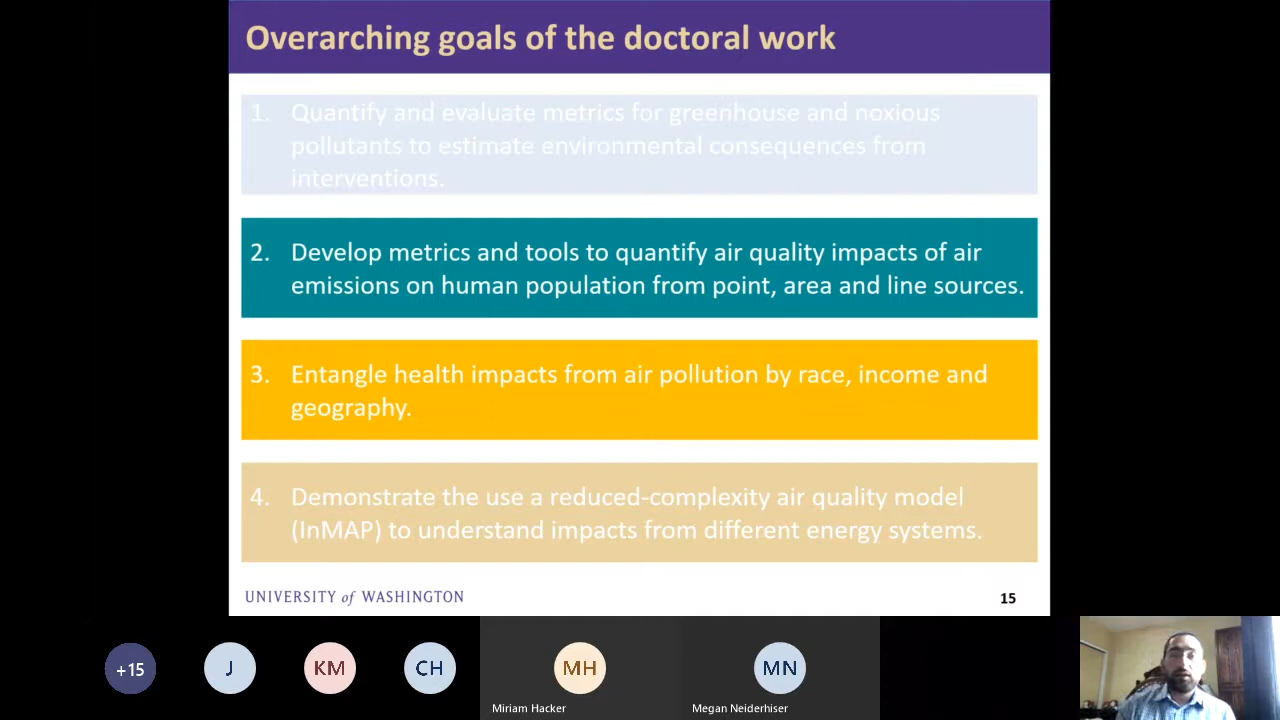 Overarching goals of the doctoral work
1. Quantify and evaluate metrics for greenhouse and noxious
pollutants to estimate environmental consequences from
interventions.
2. Develop metrics and tools to quantify air quality impacts of air
emissions on human population from point, area and line sources.
3. Entangle health impacts from air pollution by race, income and
geography.
4. Demonstrate the use a reduced-complexity air quality model
(InMAP) to understand impacts from different energy systems.
UNIVERSITY of WASHINGTON
15
+15
J
KM
CH
MH
MN
Miriam Hacker
Megan Neiderhiser